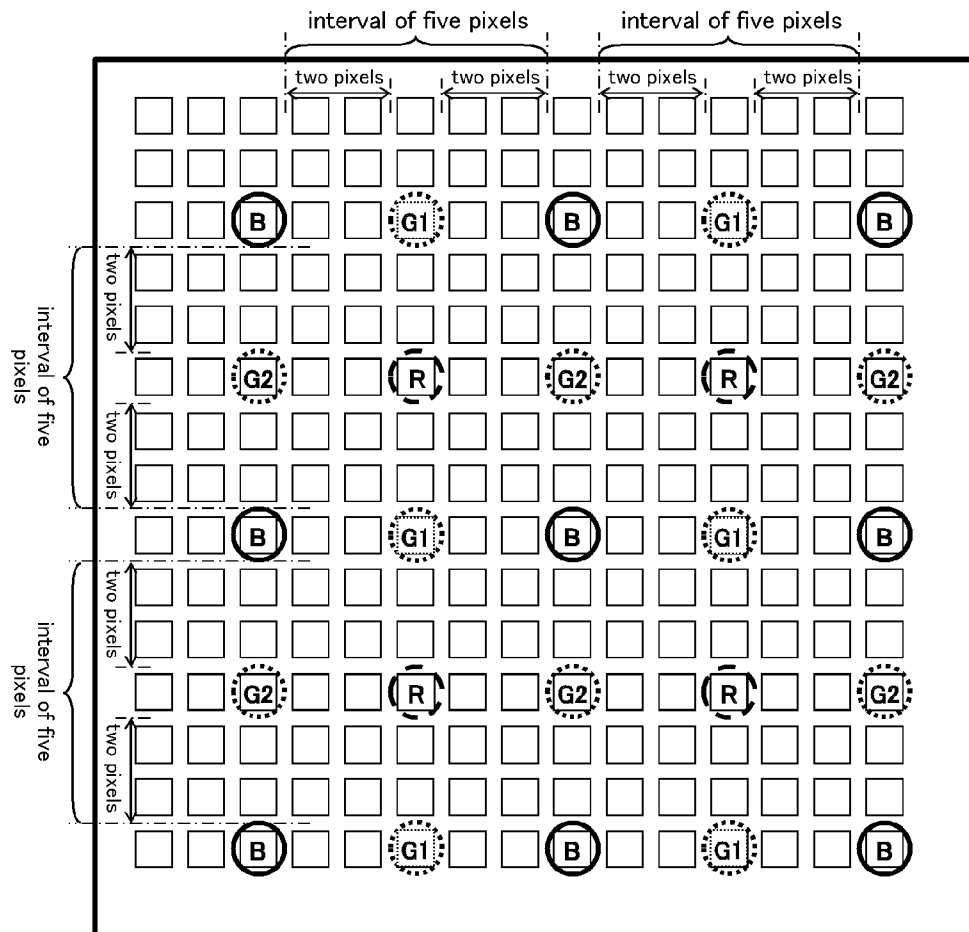 interval of five pixels interval of five pixels
two pixels two pixels two pixels two pixels
B G1 B G1 B
two pixels
interval of five
pixels
G2 R G2 R G2
two pixels
B G1 B G1 B
two pixels
interval of five
pixels
G2 R G2 R G2
two pixels
B G1 B G1 B